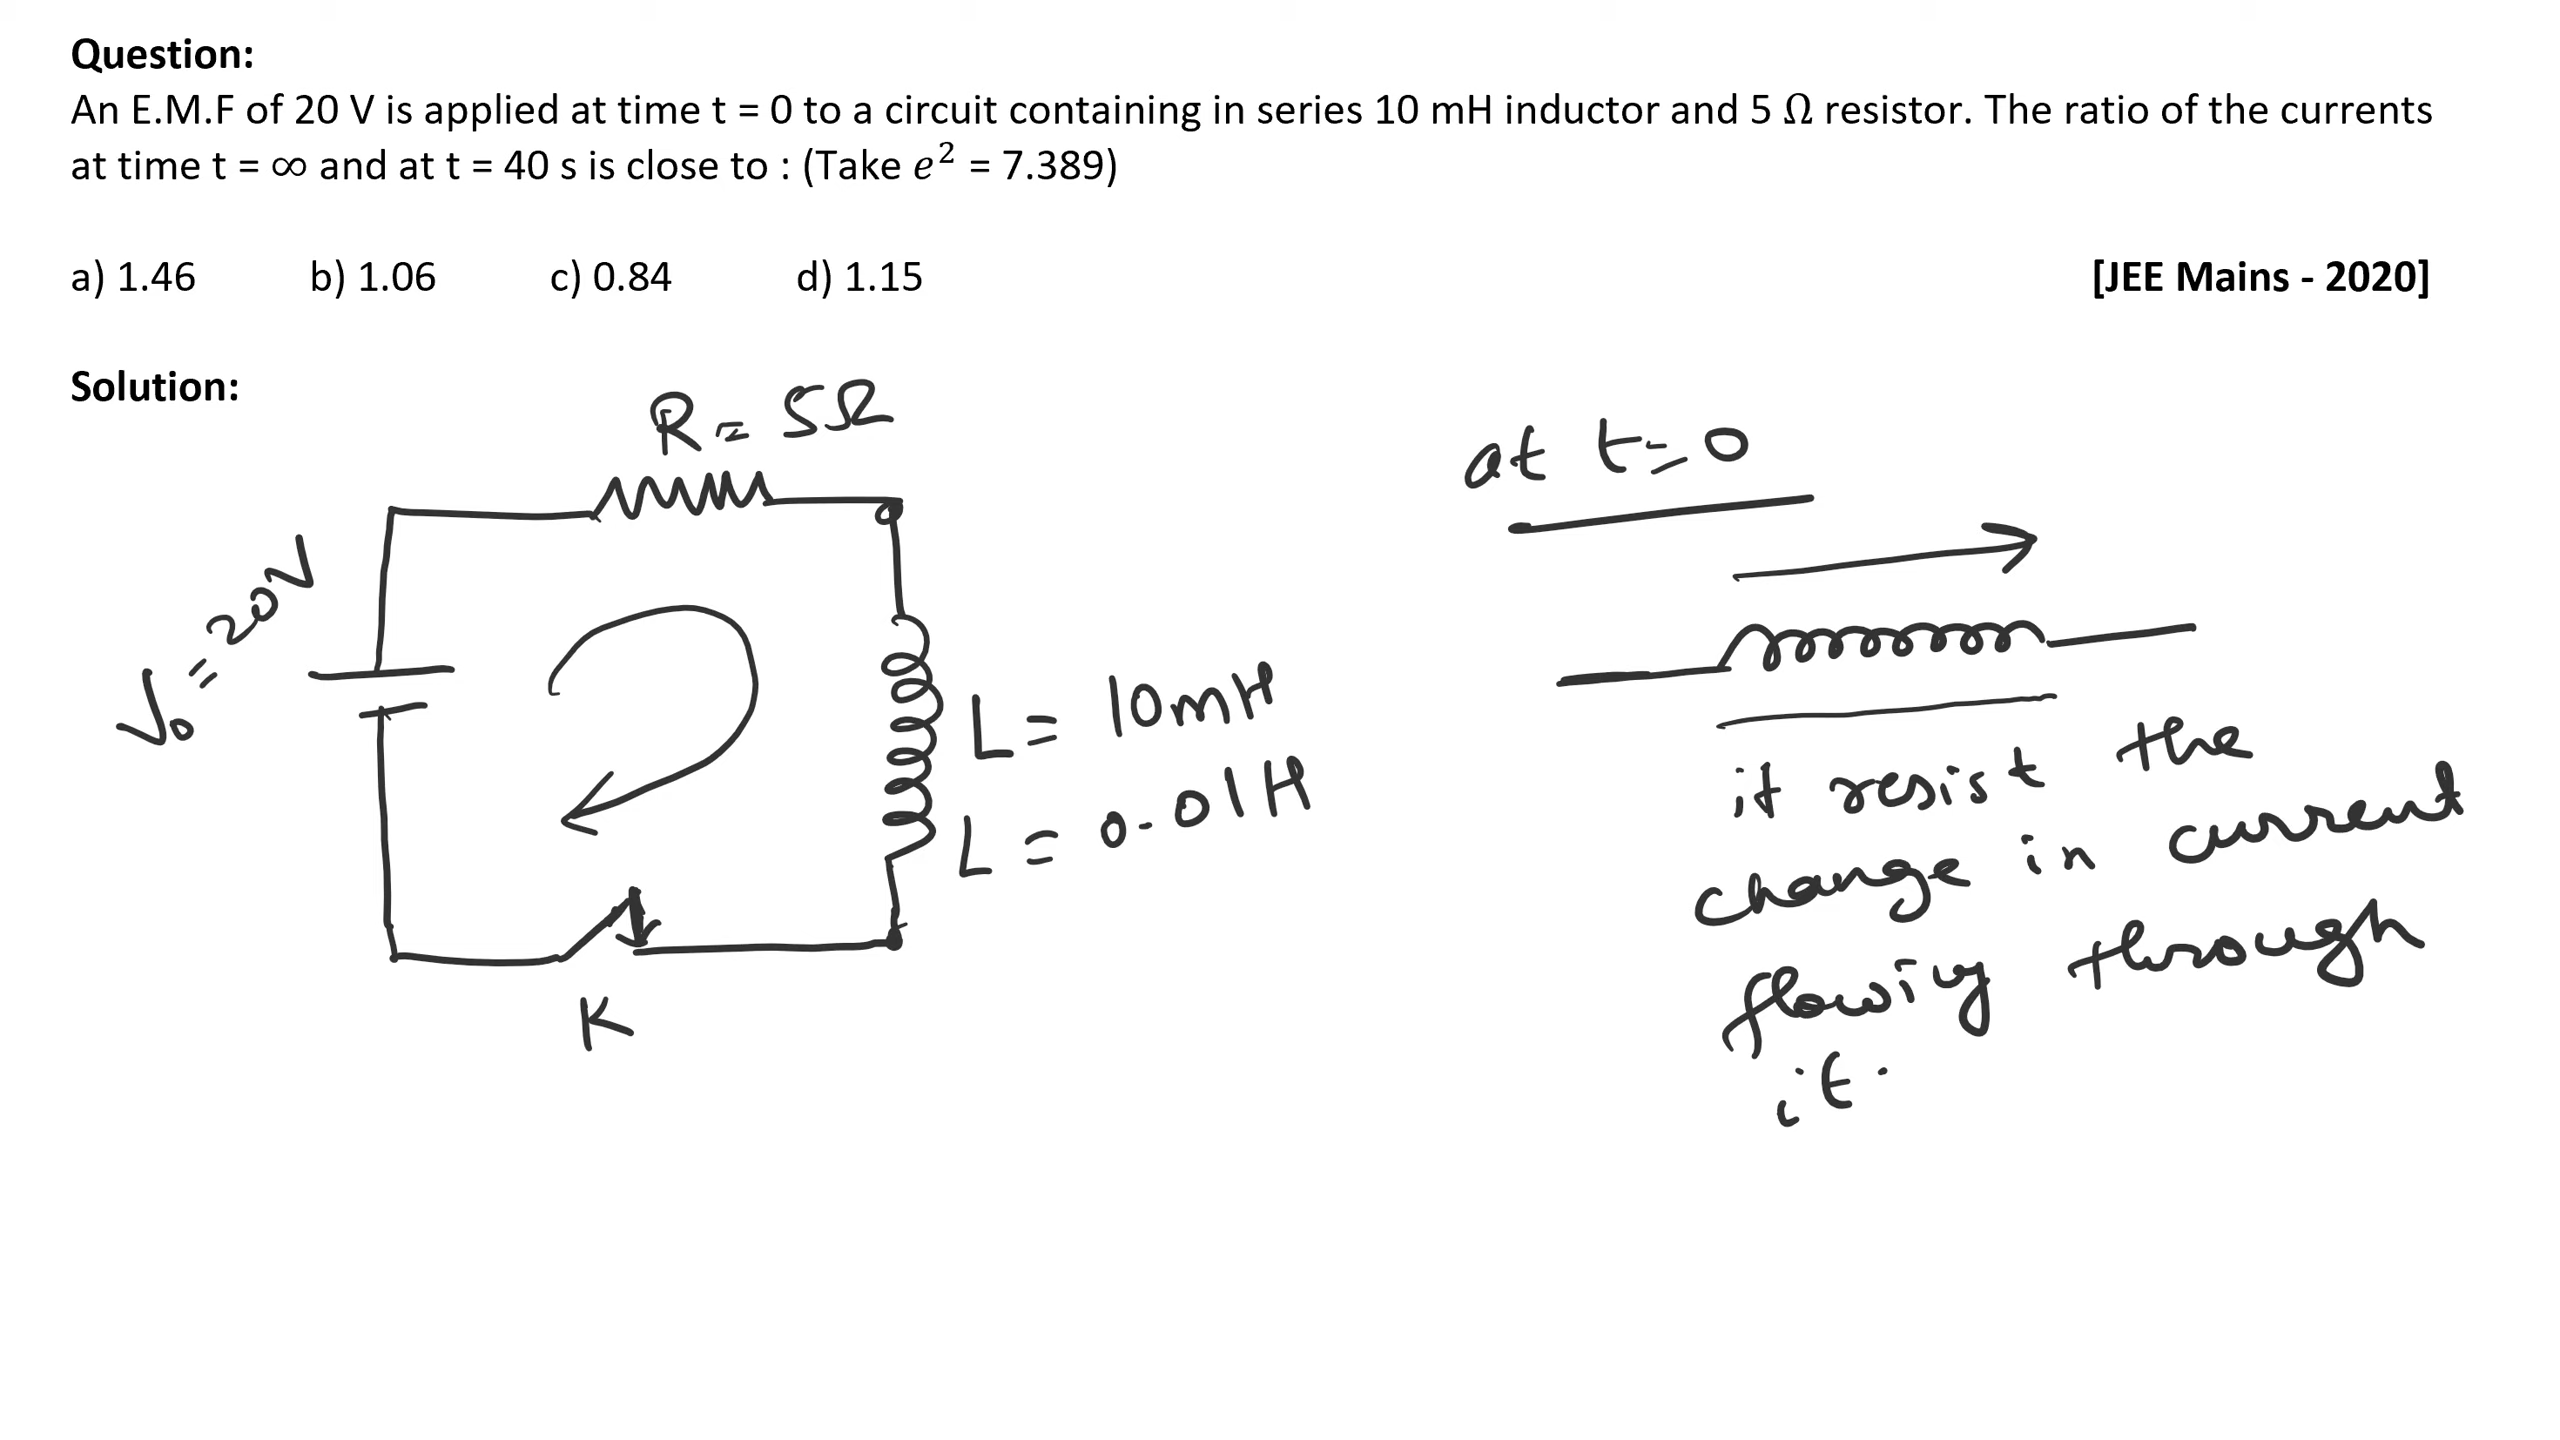 Question:
An E.M.F of 20 V is applied at time t = 0 to a circuit containing in series 10 mH inductor and 5 Ω resistor. The ratio of the currents
at time t = ∞ and at t = 40 s is close to : (Take e² = 7.389)
a) 1.46 b) 1.06 c) 0.84 d) 1.15 [JEE Mains - 2020]
Solution:
R = 5Ω
V₀ = 20V
L = 10mH
L = 0.01H
K
at t=0
it resist the
change in current
flowing through
it.